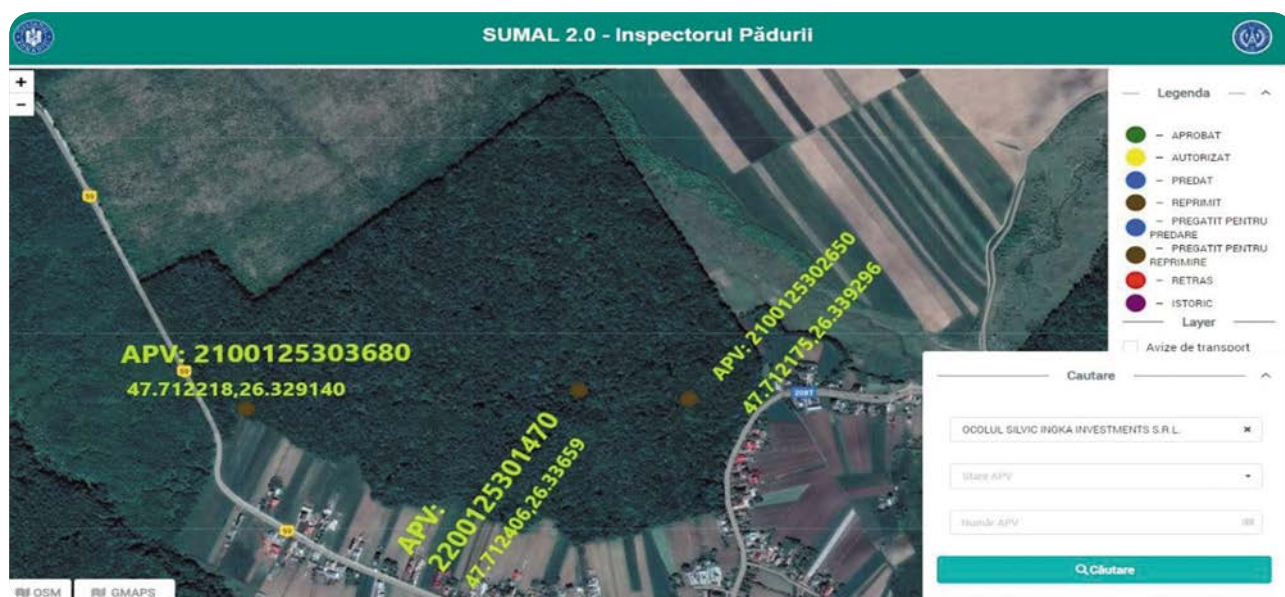 SUMAL 2.0 - Inspectorul Pădurii
+
−
Legenda
– APROBAT
– AUTORIZAT
– PREDAT
– REPRIMIT
– PREGATIT PENTRU
PREDARE
– PREGATIT PENTRU
REPRIMIRE
– RETRAS
– ISTORIC
Layer
Avize de transport
59
59
59
208T
APV: 2100125303680
47.712218,26.329140
APV:
2200125301470
47.712406,26.33659
APV: 2100125302650
47.712175,26.339296
Cautare
OCOLUL SILVIC INGKA INVESTMENTS S.R.L.
Stare APV
Număr APV
Căutare
OSM
GMAPS